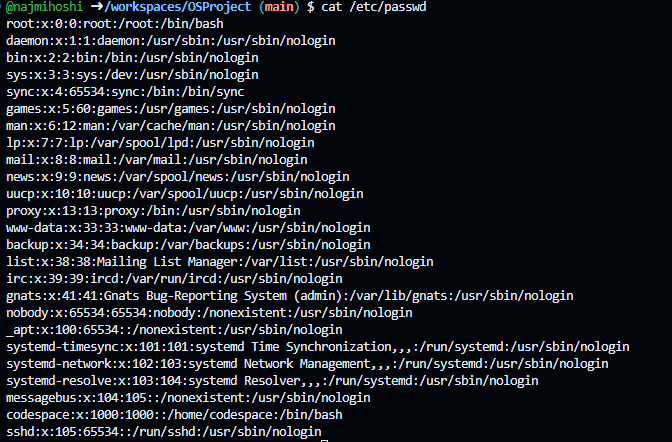 @najmihoshi ➜/workspaces/OSProject (main) $ cat /etc/passwd
root:x:0:0:root:/root:/bin/bash
daemon:x:1:1:daemon:/usr/sbin:/usr/sbin/nologin
bin:x:2:2:bin:/bin:/usr/sbin/nologin
sys:x:3:3:sys:/dev:/usr/sbin/nologin
sync:x:4:65534:sync:/bin:/bin/sync
games:x:5:60:games:/usr/games:/usr/sbin/nologin
man:x:6:12:man:/var/cache/man:/usr/sbin/nologin
lp:x:7:7:lp:/var/spool/lpd:/usr/sbin/nologin
mail:x:8:8:mail:/var/mail:/usr/sbin/nologin
news:x:9:9:news:/var/spool/news:/usr/sbin/nologin
uucp:x:10:10:uucp:/var/spool/uucp:/usr/sbin/nologin
proxy:x:13:13:proxy:/bin:/usr/sbin/nologin
www-data:x:33:33:www-data:/var/www:/usr/sbin/nologin
backup:x:34:34:backup:/var/backups:/usr/sbin/nologin
list:x:38:38:Mailing List Manager:/var/list:/usr/sbin/nologin
irc:x:39:39:ircd:/var/run/ircd:/usr/sbin/nologin
gnats:x:41:41:Gnats Bug-Reporting System (admin):/var/lib/gnats:/usr/sbin/nologin
nobody:x:65534:65534:nobody:/nonexistent:/usr/sbin/nologin
_apt:x:100:65534::/nonexistent:/usr/sbin/nologin
systemd-timesync:x:101:101:systemd Time Synchronization,,,:/run/systemd:/usr/sbin/nologin
systemd-network:x:102:103:systemd Network Management,,,:/run/systemd:/usr/sbin/nologin
systemd-resolve:x:103:104:systemd Resolver,,,:/run/systemd:/usr/sbin/nologin
messagebus:x:104:105::/nonexistent:/usr/sbin/nologin
codespace:x:1000:1000::/home/codespace:/bin/bash
sshd:x:105:65534::/run/sshd:/usr/sbin/nologin